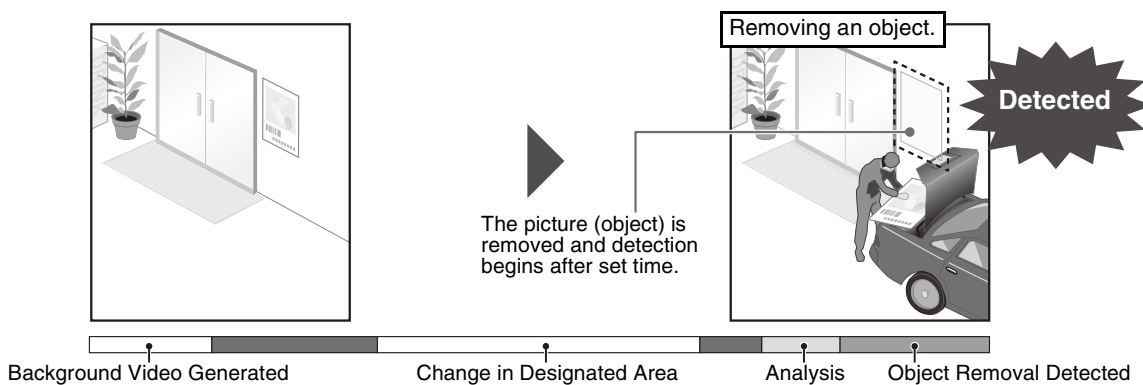 Removing an object.
Detected
The picture (object) is
removed and detection
begins after set time.
Background Video Generated
Change in Designated Area
Analysis
Object Removal Detected